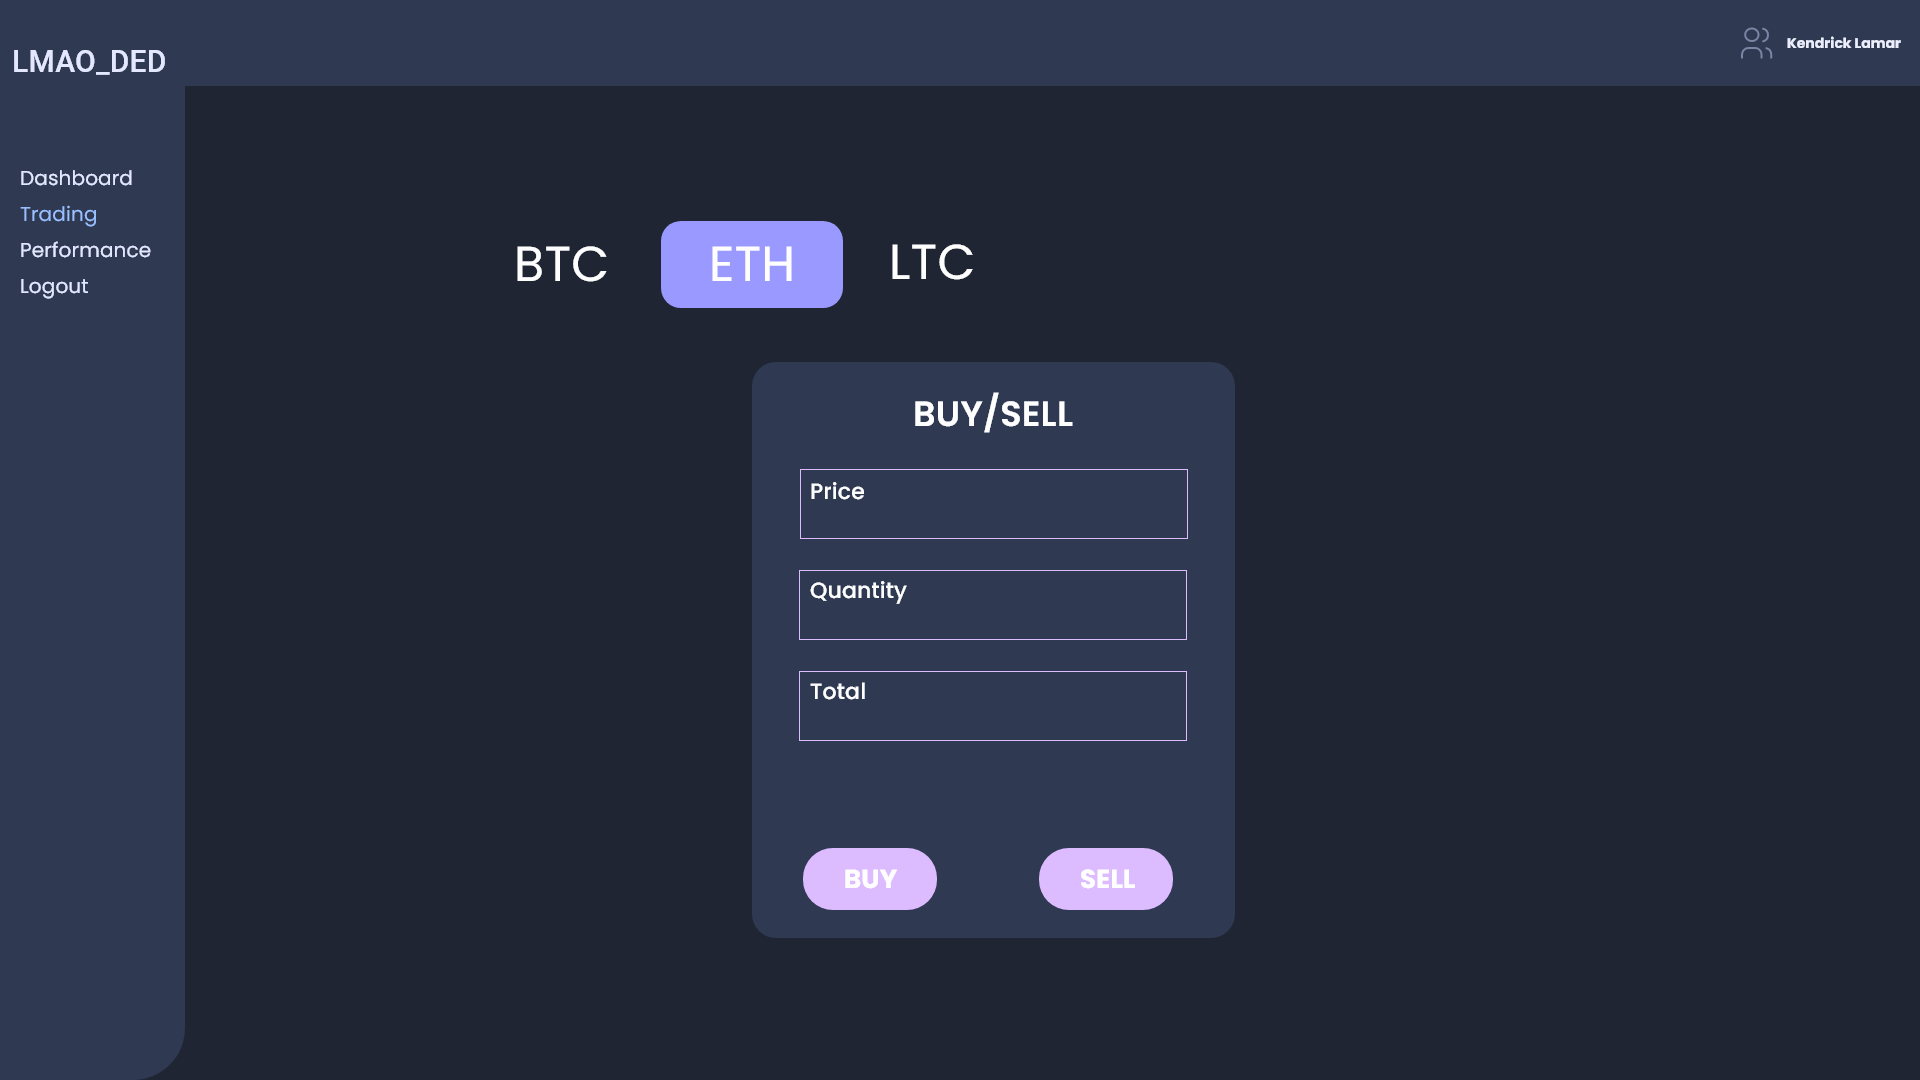 LMAO_DED
Kendrick Lamar
Dashboard
Trading
Performance
Logout
BTC ETH LTC
BUY/SELL
Price
Quantity
Total
BUY SELL